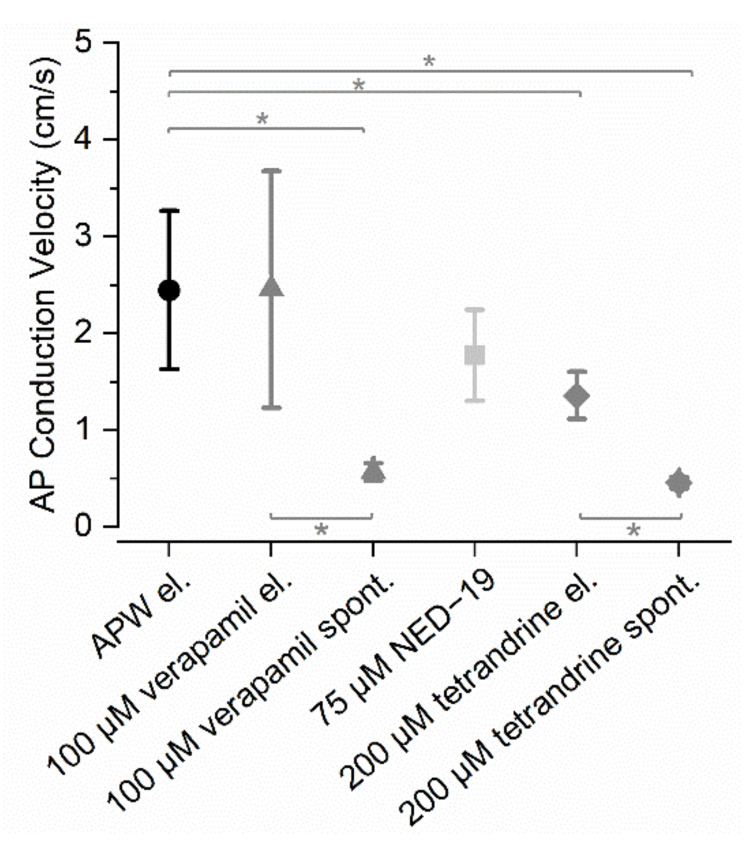 AP Conduction Velocity (cm/s)
5
4
3
2
1
0
*
*
*
*
*
APW el.
100 µM verapamil el.
100 µM verapamil spont.
75 µM NED−19
200 µM tetrandrine el.
200 µM tetrandrine spont.